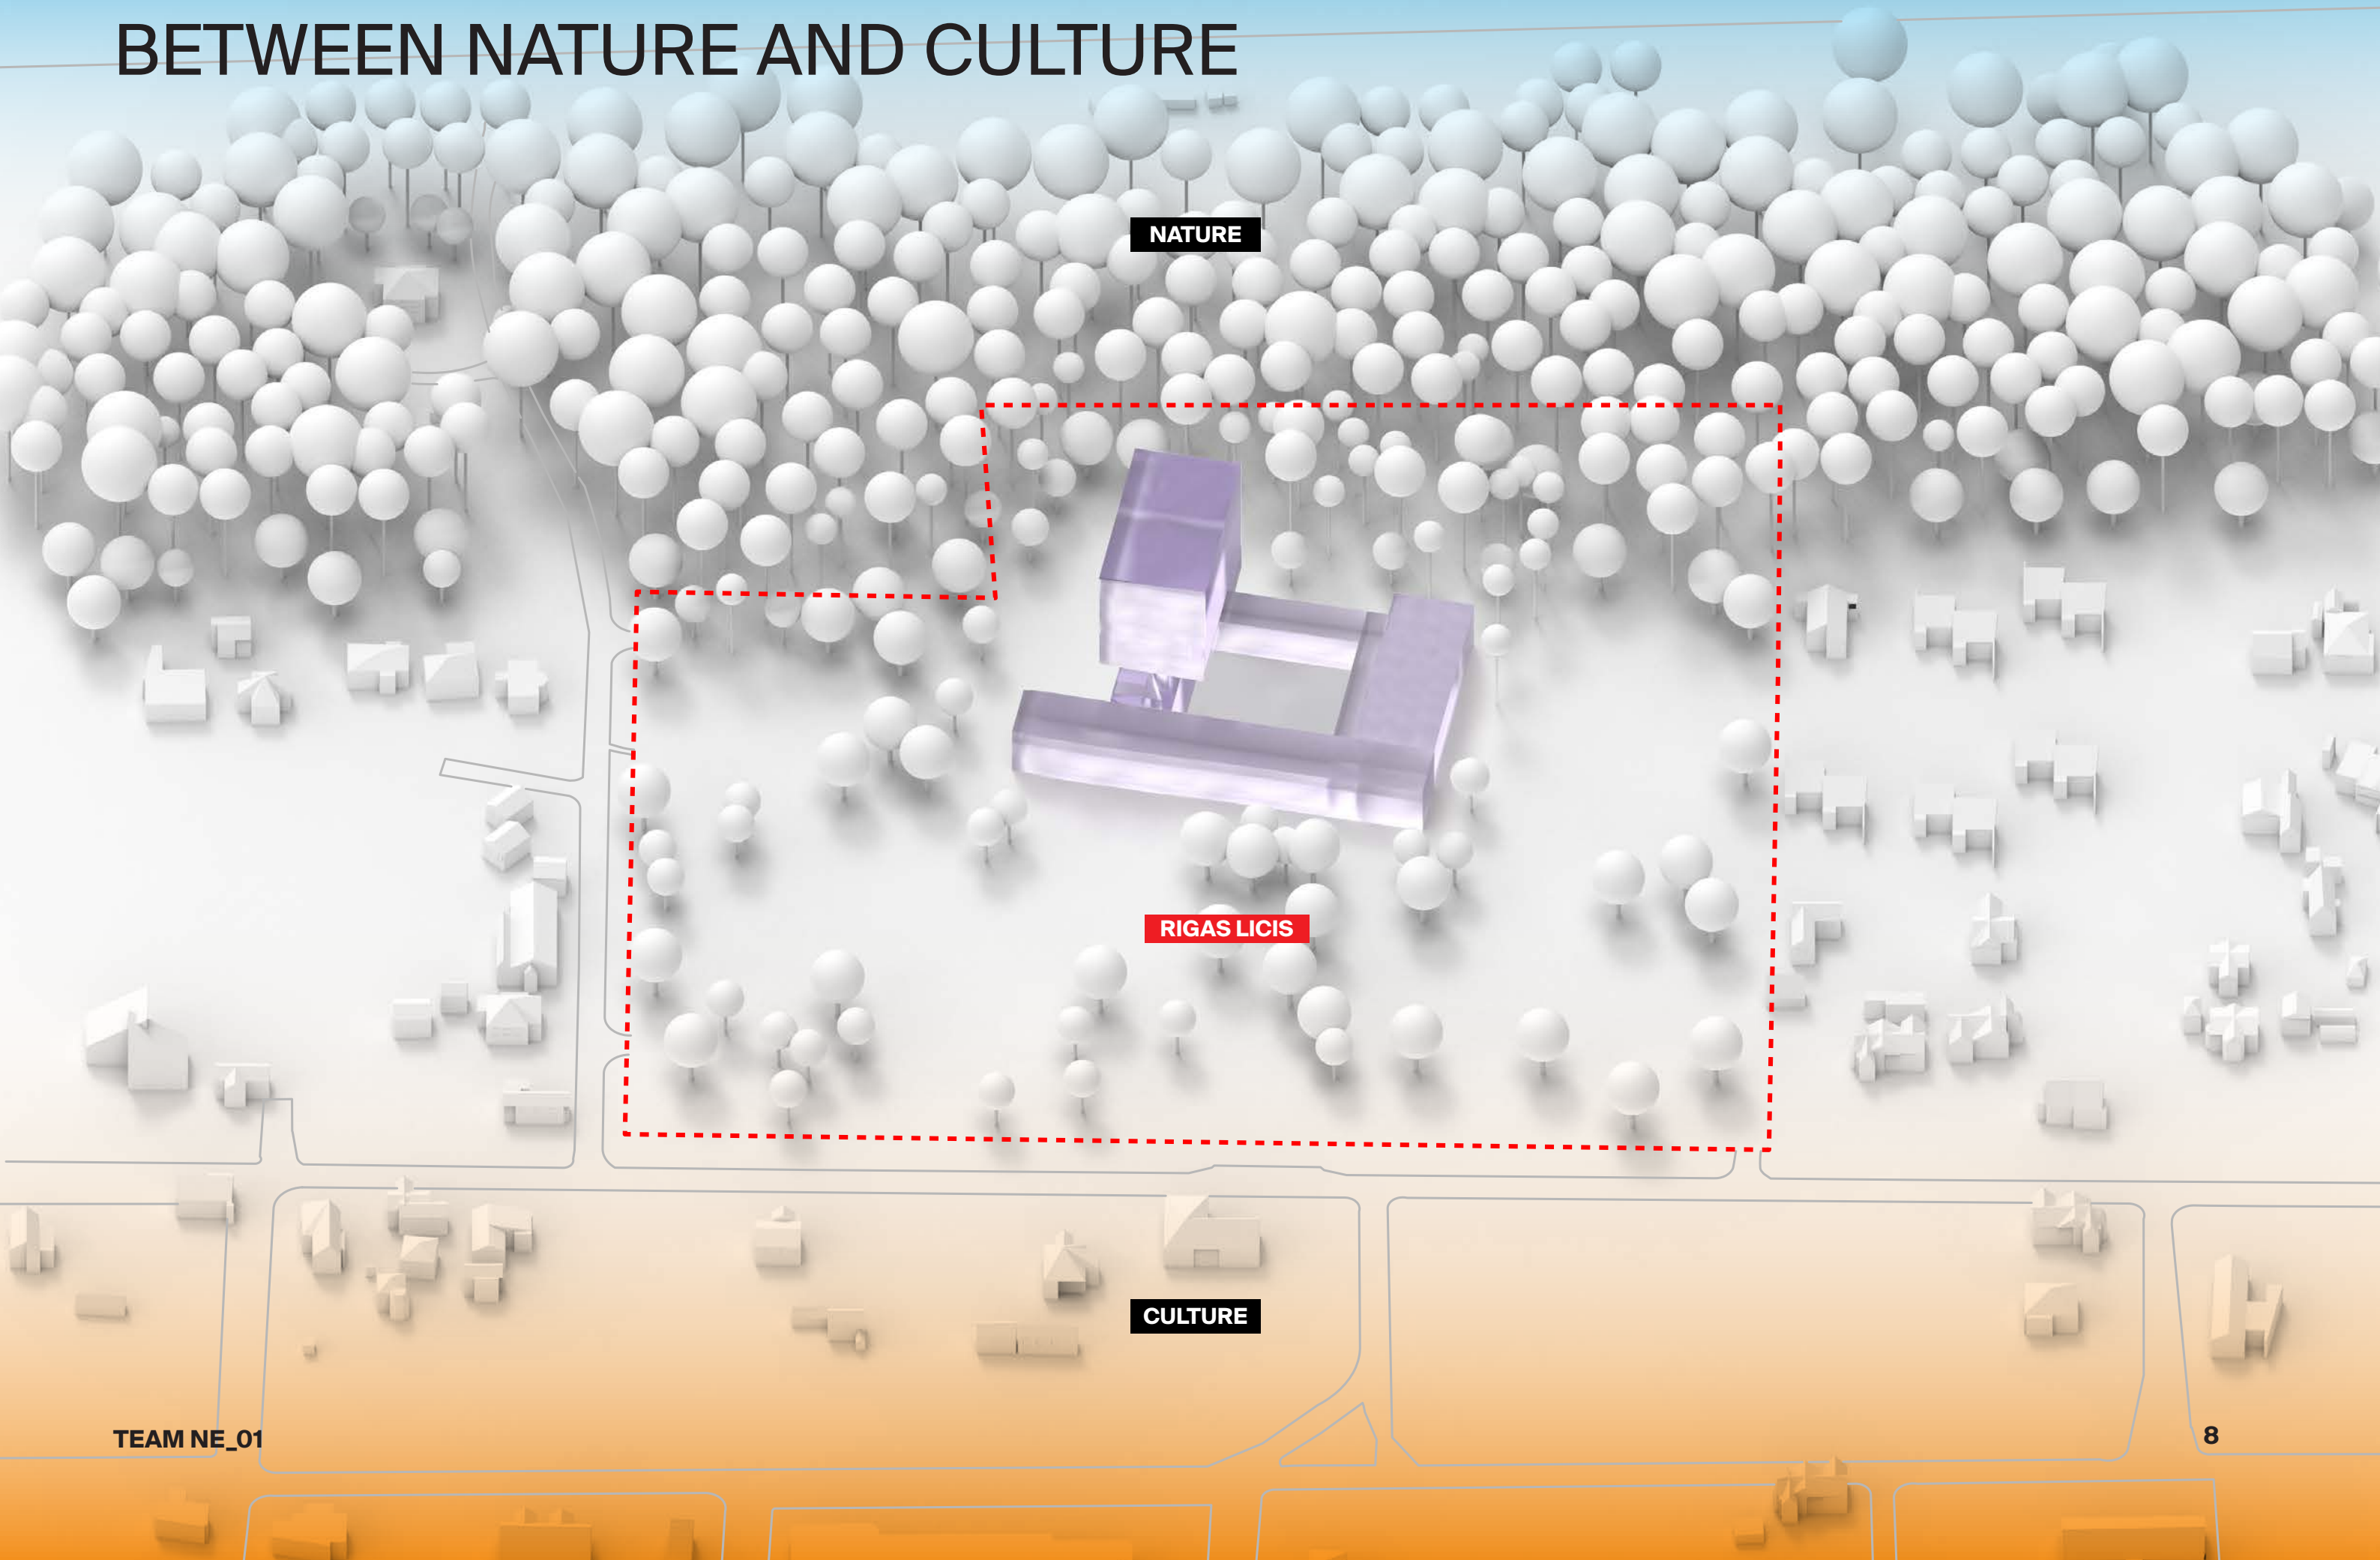 BETWEEN NATURE AND CULTURE
NATURE
RIGAS LICIS
CULTURE
TEAM NE_01
8